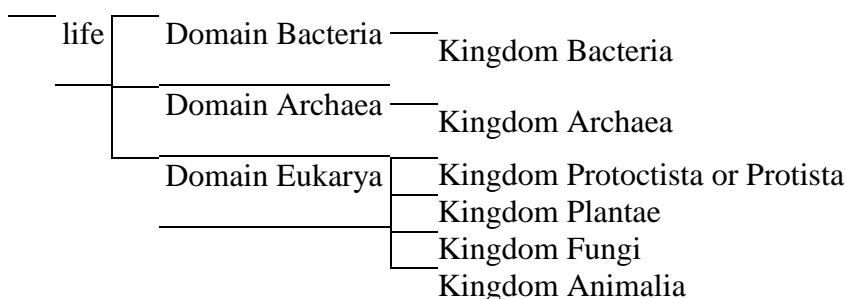 life
Domain Bacteria
Kingdom Bacteria
Domain Archaea
Kingdom Archaea
Domain Eukarya
Kingdom Protoctista or Protista
Kingdom Plantae
Kingdom Fungi
Kingdom Animalia